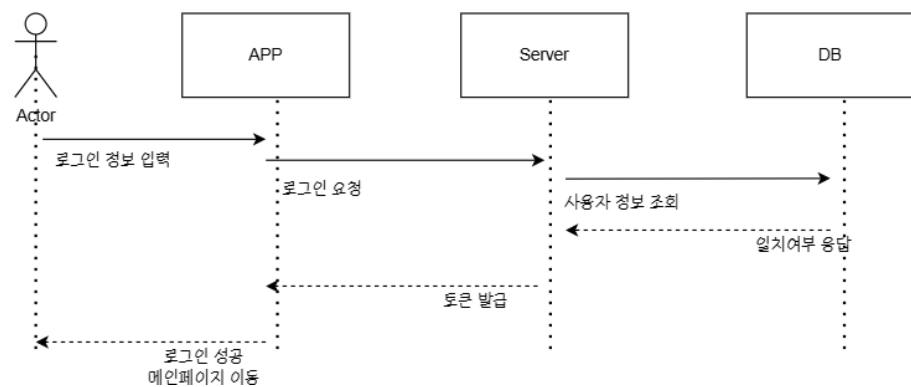 APP
Server
DB
Actor
로그인 정보 입력
로그인 요청
사용자 정보 조회
일치여부 응답
토큰 발급
로그인 성공
메인페이지 이동